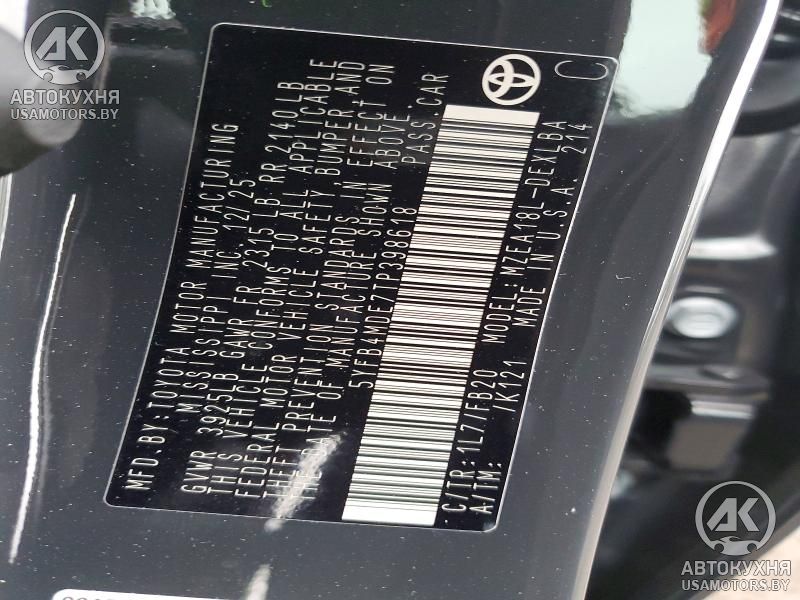 MFD.BY:TOYOTA MOTOR MANUFACTURING
MISSISSIPPI INC. 12/25
GVWR 3925LB GAWR FR 2315 LB RR 2140LB
THIS VEHICLE CONFORMS TO ALL APPLICABLE
FEDERAL MOTOR VEHICLE SAFETY, BUMPER,AND
THEFT PREVENTION STANDARDS IN EFFECT ON
THE DATE OF MANUFACTURE SHOWN ABOVE.
5YFB4MDE7TP398618 PASS.CAR
C/TR:1L7/FB20 MODEL:MZEA18L-DEXLBA
A/TM: /K121 MADE IN U.S.A 214
C
АК
АВТОКУХНЯ
USAMOTORS.BY
АК
АВТОКУХНЯ
USAMOTORS.BY